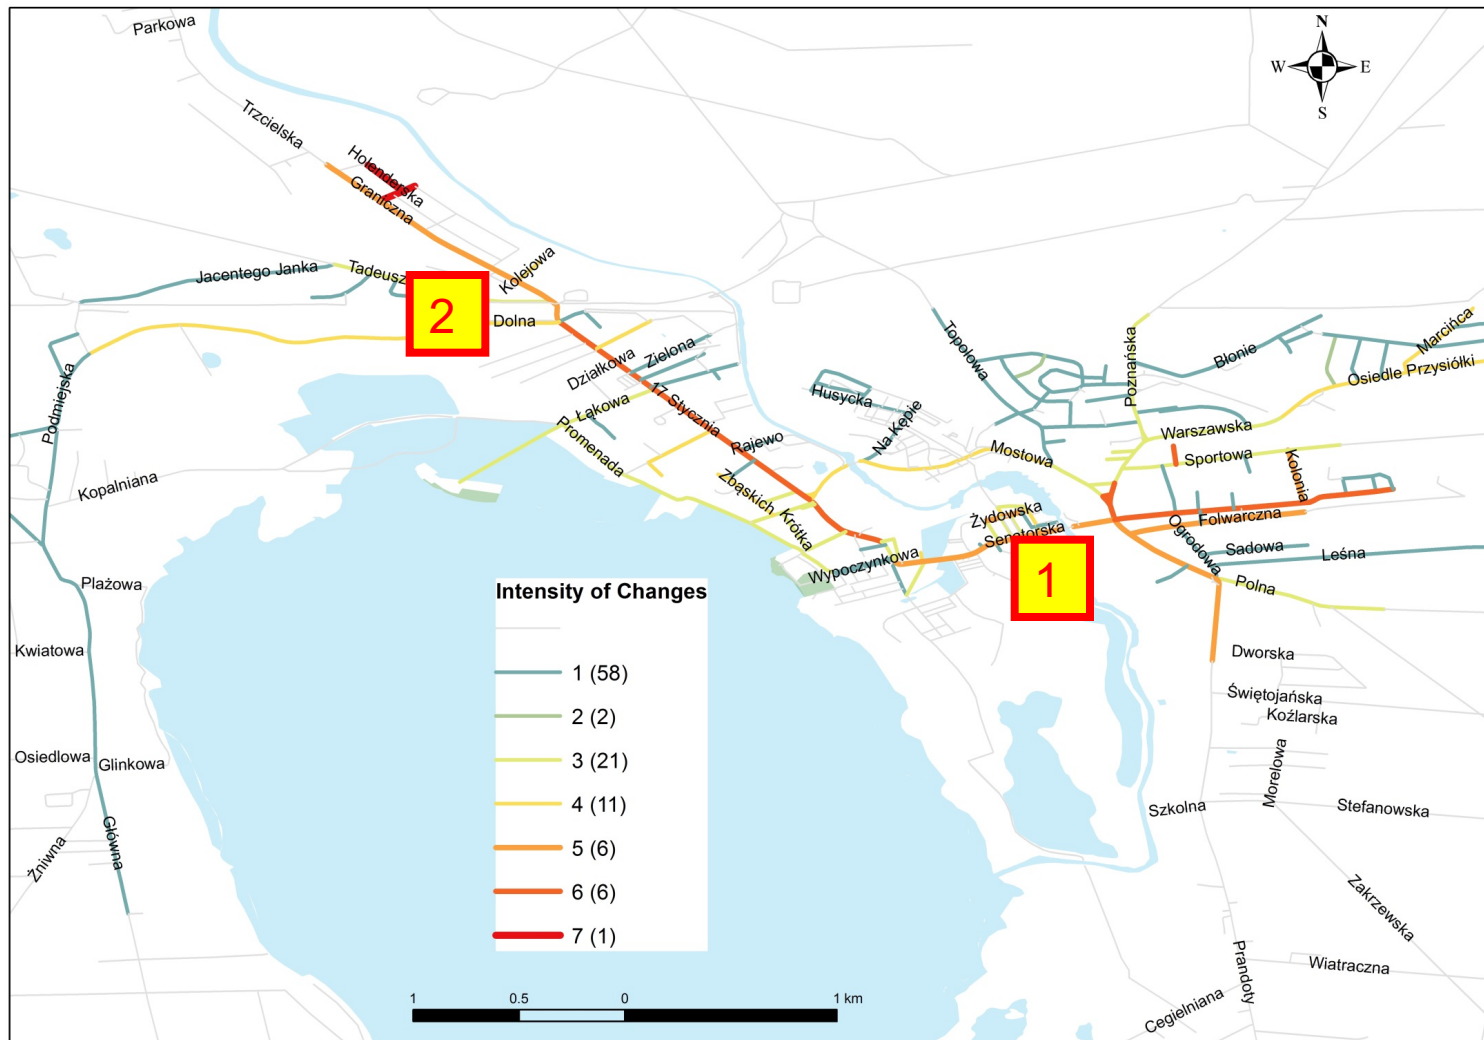 Parkowa
N
W
E
S
Trzcielska
Holenderska
Graniczna
Kolejowa
Jacentego Janka
Tadeusz
2
Dolna
Topolowa
Poznańska
Marcińca
Błonie
Osiedle Przysiółki
Zielona
Działkowa
Podmiejska
Husycka
17 Stycznia
Łąkowa
Na Kępie
Promenada
Rajewo
Warszawska
Mostowa
Sportowa
Kolonia
Kopalniana
Zbąskich
Krótka
Żydowska
Senatorska
Folwarczna
Ogrodowa
Sadowa
Leśna
Wypoczynkowa
1
Polna
Plażowa
Intensity of Changes
1 (58)
2 (2)
3 (21)
4 (11)
5 (6)
6 (6)
7 (1)
Kwiatowa
Dworska
Świętojańska
Koźlarska
Osiedlowa
Glinkowa
Morelowa
Szkolna
Stefanowska
Główna
Żniwna
Zakrzewska
Prandoty
Wiatraczna
Cegielniana
1
0.5
0
1 km